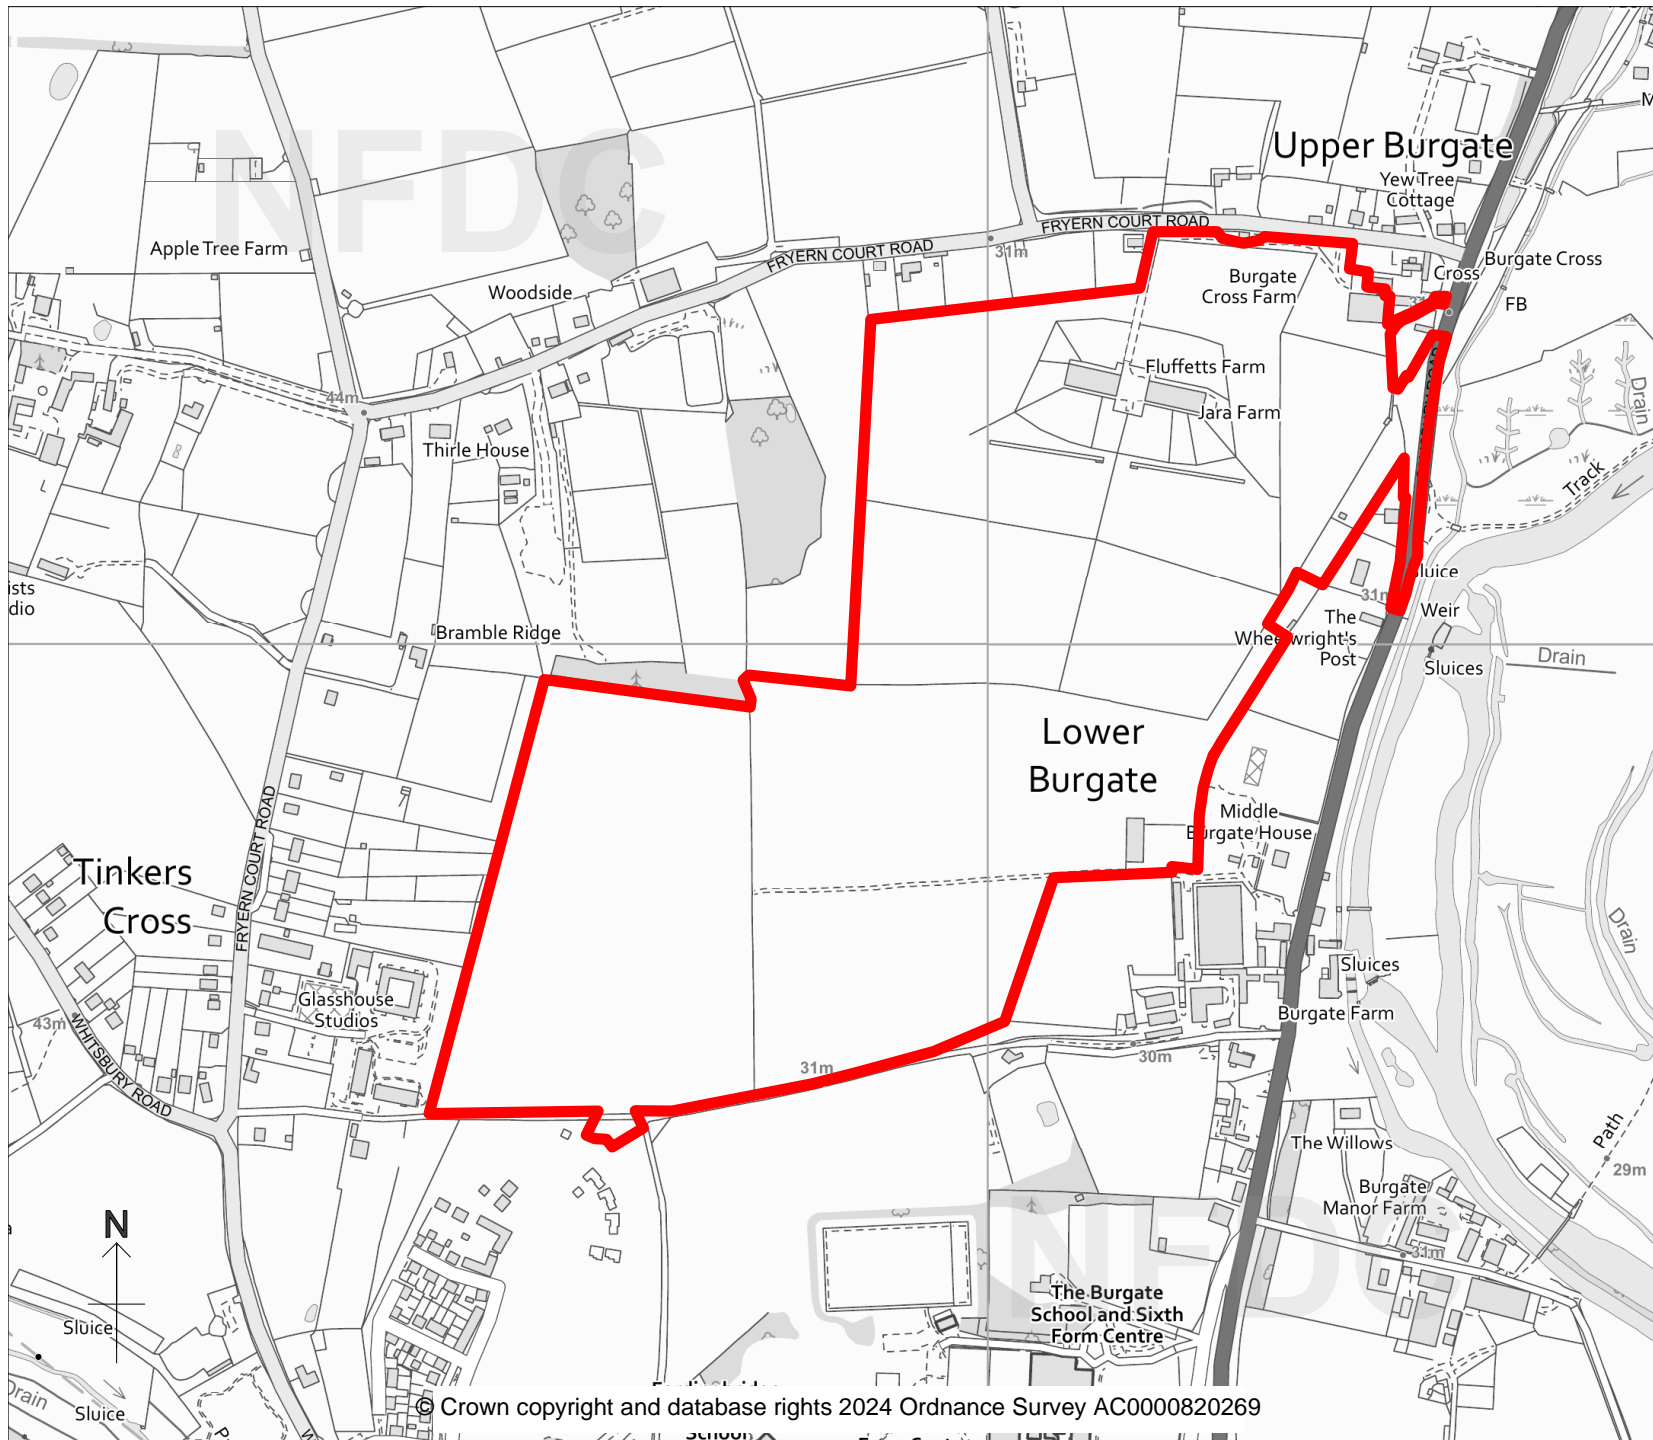 NFDC
Upper Burgate
Yew Tree
Cottage
FRYERN COURT ROAD
FRYERN COURT ROAD
31m
Apple Tree Farm
Burgate Cross
Cross
Burgate
Cross Farm
FB
Woodside
Fluffetts Farm
Jara Farm
Drain
44m
Thirle House
L
L
Track
Sluice
31m
Weir
The
Wheelwright's
Post
Bramble Ridge
Sluices
Drain
Lower
Burgate
FRYERN COURT ROAD
Middle
Burgate House
Tinkers
Cross
Drain
Sluices
Glasshouse
Studios
Burgate Farm
43m
WHITSBURY ROAD
31m
30m
The Willows
Path
29m
Burgate
Manor Farm
NFDC
N
31m
The Burgate
School and Sixth
Form Centre
Sluice
Drain
Sluice
© Crown copyright and database rights 2024 Ordnance Survey AC0000820269
School